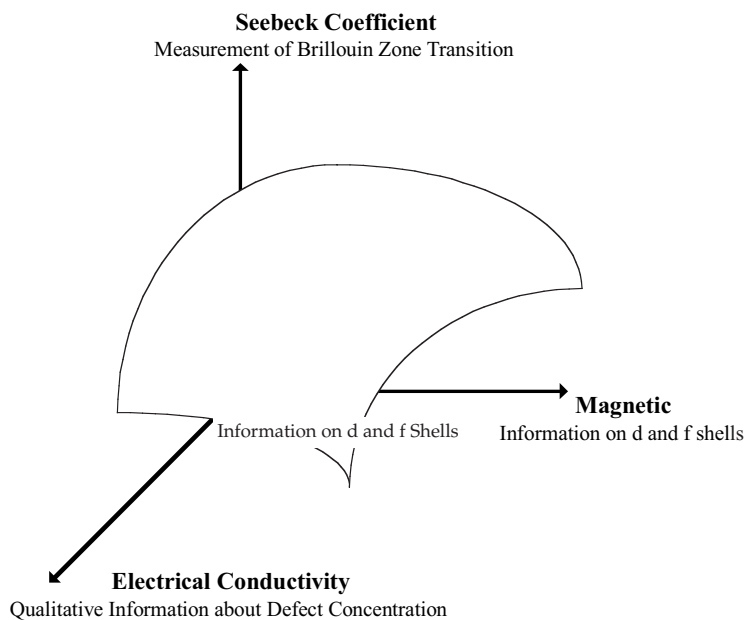 Seebeck Coefficient
Measurement of Brillouin Zone Transition
Magnetic
Information on d and f Shells
Information on d and f shells
Electrical Conductivity
Qualitative Information about Defect Concentration